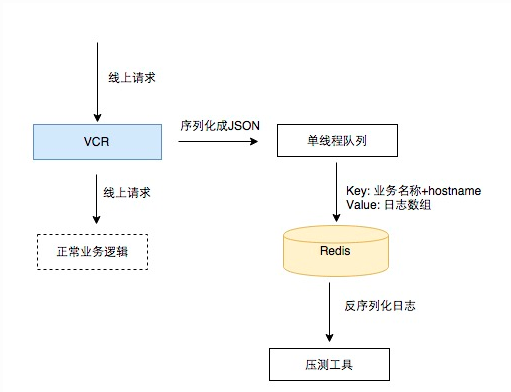 线上请求
VCR
序列化成JSON
单线程队列
线上请求
Key: 业务名称+hostname
Value: 日志数组
正常业务逻辑
Redis
反序列化日志
压测工具